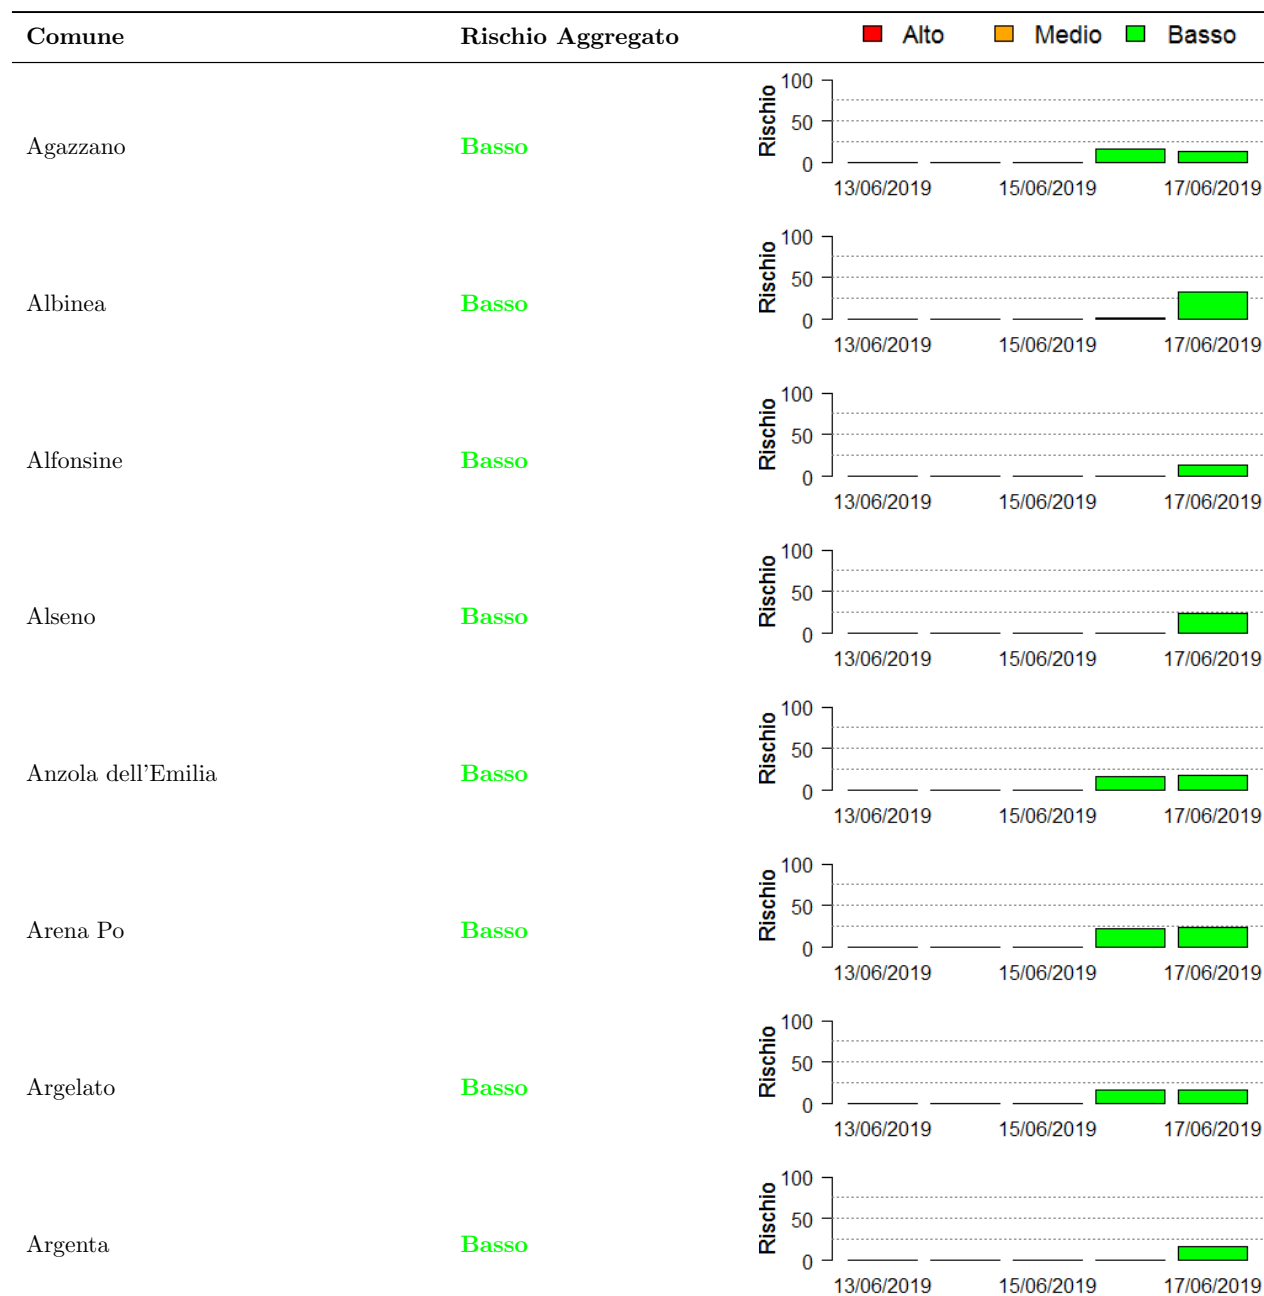 Comune Rischio Aggregato Alto Medio Basso
100
Rischio
50
Agazzano Basso
0
13/06/2019 15/06/2019 17/06/2019
100
Rischio
50
Albinea Basso
0
13/06/2019 15/06/2019 17/06/2019
100
Rischio
50
Alfonsine Basso
0
13/06/2019 15/06/2019 17/06/2019
100
Rischio
50
Alseno Basso
0
13/06/2019 15/06/2019 17/06/2019
100
Rischio
50
Anzola dell'Emilia Basso
0
13/06/2019 15/06/2019 17/06/2019
100
Rischio
50
Arena Po Basso
0
13/06/2019 15/06/2019 17/06/2019
100
Rischio
50
Argelato Basso
0
13/06/2019 15/06/2019 17/06/2019
100
Rischio
50
Argenta Basso
0
13/06/2019 15/06/2019 17/06/2019